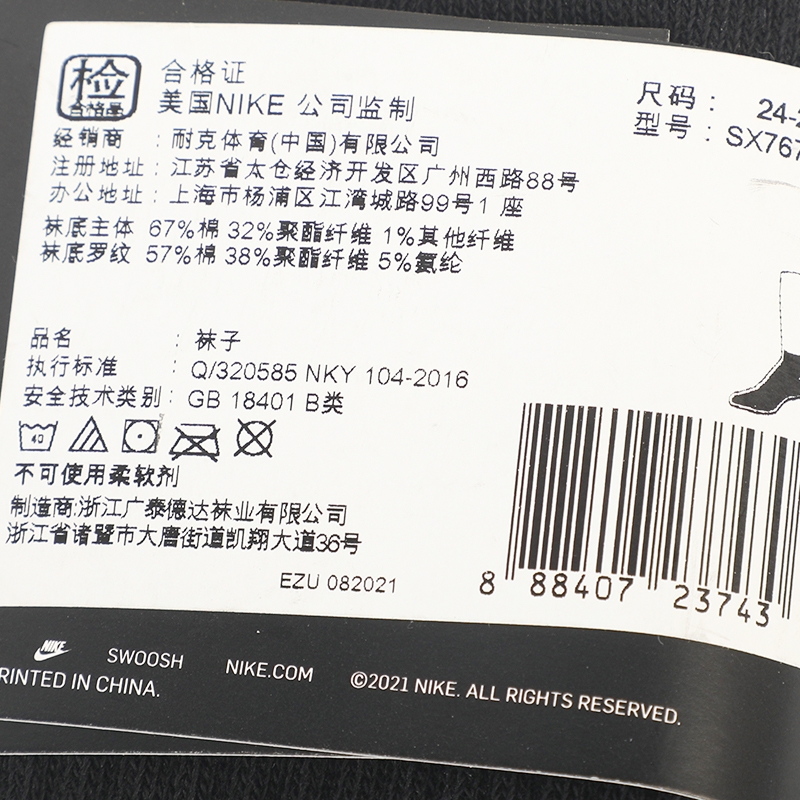 检
合格品
合格证
美国NIKE 公司监制
经销商 : 耐克体育(中国)有限公司
注册地址 : 江苏省太仓经济开发区广州西路88号
办公地址 : 上海市杨浦区江湾城路99号1 座
袜底主体 67%棉 32%聚酯纤维 1%其他纤维
袜底罗纹 57%棉 38%聚酯纤维 5%氨纶
品名 : 袜子
执行标准 : Q/320585 NKY 104-2016
安全技术类别: GB 18401 B类
40
不可使用柔软剂
制造商:浙江广泰德达袜业有限公司
浙江省诸暨市大唐街道凯翔大道36号
EZU 082021
尺码 : 24-
型号 : SX767
8 88407 23743
NIKE SWOOSH NIKE.COM ©2021 NIKE. ALL RIGHTS RESERVED.
PRINTED IN CHINA.